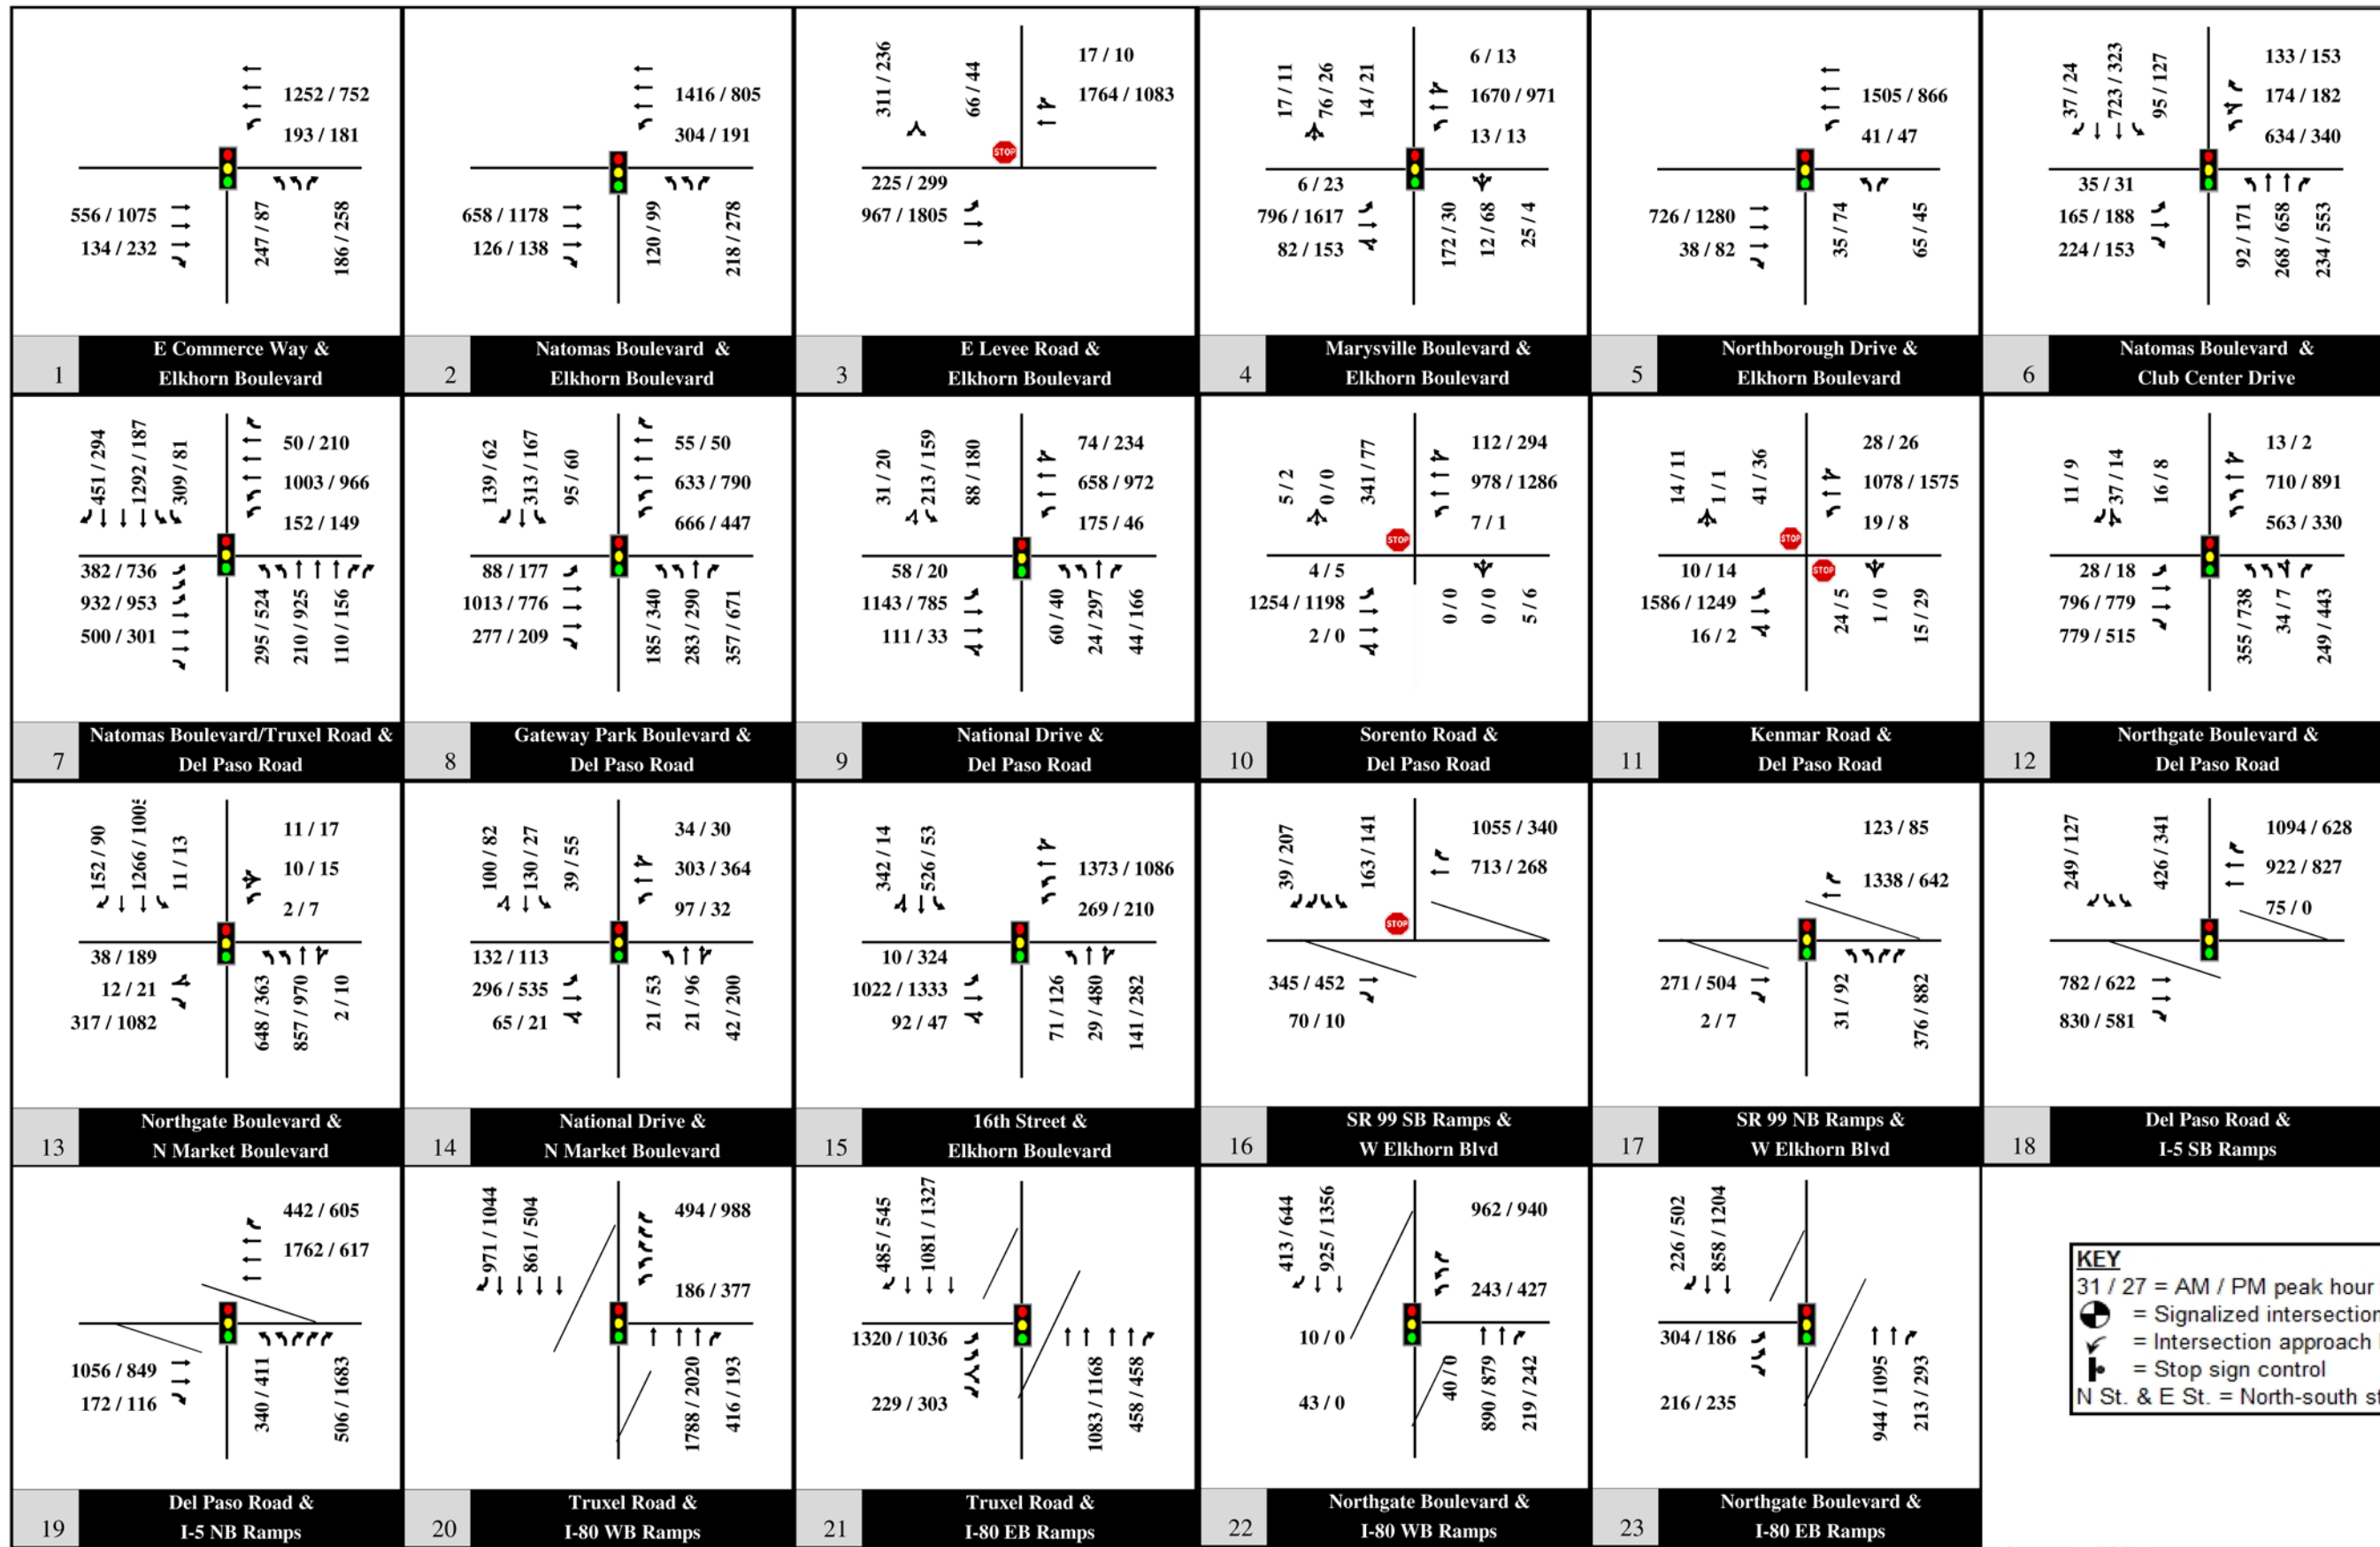 1252 / 752
193 / 181
556 / 1075
134 / 232
247 / 87
186 / 258
1
E Commerce Way &
Elkhorn Boulevard
1416 / 805
304 / 191
658 / 1178
126 / 138
120 / 99
218 / 278
2
Natomas Boulevard &
Elkhorn Boulevard
311 / 236
66 / 44
17 / 10
1764 / 1083
STOP
225 / 299
967 / 1805
3
E Levee Road &
Elkhorn Boulevard
17 / 11
76 / 26
14 / 21
6 / 13
1670 / 971
13 / 13
6 / 23
796 / 1617
82 / 153
172 / 30
12 / 68
25 / 4
4
Marysville Boulevard &
Elkhorn Boulevard
1505 / 866
41 / 47
726 / 1280
38 / 82
35 / 74
65 / 45
5
Northborough Drive &
Elkhorn Boulevard
37 / 24
723 / 323
95 / 127
133 / 153
174 / 182
634 / 340
35 / 31
165 / 188
224 / 153
92 / 171
268 / 658
234 / 553
6
Natomas Boulevard &
Club Center Drive
451 / 294
1292 / 187
309 / 81
50 / 210
1003 / 966
152 / 149
382 / 736
932 / 953
500 / 301
295 / 524
210 / 925
110 / 156
7
Natomas Boulevard/Truxel Road &
Del Paso Road
139 / 62
313 / 167
95 / 60
55 / 50
633 / 790
666 / 447
88 / 177
1013 / 776
277 / 209
185 / 340
283 / 290
357 / 671
8
Gateway Park Boulevard &
Del Paso Road
31 / 20
213 / 159
88 / 180
74 / 234
658 / 972
175 / 46
58 / 20
1143 / 785
111 / 33
60 / 40
24 / 297
44 / 166
9
National Drive &
Del Paso Road
5 / 2
0 / 0
341 / 77
112 / 294
978 / 1286
7 / 1
STOP
4 / 5
1254 / 1198
2 / 0
0 / 0
0 / 0
5 / 6
10
Sorento Road &
Del Paso Road
14 / 11
1 / 1
41 / 36
28 / 26
1078 / 1575
19 / 8
STOP
STOP
10 / 14
1586 / 1249
16 / 2
24 / 5
1 / 0
15 / 29
11
Kenmar Road &
Del Paso Road
11 / 9
37 / 14
16 / 8
13 / 2
710 / 891
563 / 330
28 / 18
796 / 779
779 / 515
355 / 738
34 / 7
249 / 443
12
Northgate Boulevard &
Del Paso Road
152 / 90
1266 / 1005
11 / 13
11 / 17
10 / 15
2 / 7
38 / 189
12 / 21
317 / 1082
648 / 363
857 / 970
2 / 10
13
Northgate Boulevard &
N Market Boulevard
100 / 82
130 / 27
39 / 55
34 / 30
303 / 364
97 / 32
132 / 113
296 / 535
65 / 21
21 / 53
21 / 96
42 / 200
14
National Drive &
N Market Boulevard
342 / 14
526 / 53
1373 / 1086
269 / 210
10 / 324
1022 / 1333
92 / 47
71 / 126
29 / 480
141 / 282
15
16th Street &
Elkhorn Boulevard
39 / 207
163 / 141
1055 / 340
713 / 268
STOP
345 / 452
70 / 10
16
SR 99 SB Ramps &
W Elkhorn Blvd
123 / 85
1338 / 642
271 / 504
2 / 7
31 / 92
376 / 882
17
SR 99 NB Ramps &
W Elkhorn Blvd
249 / 127
426 / 341
1094 / 628
922 / 827
75 / 0
782 / 622
830 / 581
18
Del Paso Road &
I-5 SB Ramps
442 / 605
1762 / 617
1056 / 849
172 / 116
340 / 411
506 / 1683
19
Del Paso Road &
I-5 NB Ramps
971 / 1044
861 / 504
494 / 988
186 / 377
1788 / 2020
416 / 193
20
Truxel Road &
I-80 WB Ramps
485 / 545
1081 / 1327
1320 / 1036
229 / 303
1083 / 1168
458 / 458
21
Truxel Road &
I-80 EB Ramps
413 / 644
925 / 1356
962 / 940
243 / 427
10 / 0
43 / 0
40 / 0
890 / 879
219 / 242
22
Northgate Boulevard &
I-80 WB Ramps
226 / 502
858 / 1204
304 / 186
216 / 235
944 / 1095
213 / 293
23
Northgate Boulevard &
I-80 EB Ramps
KEY
31 / 27 = AM / PM peak hour
= Signalized intersection
= Intersection approach
= Stop sign control
N St. & E St. = North-south